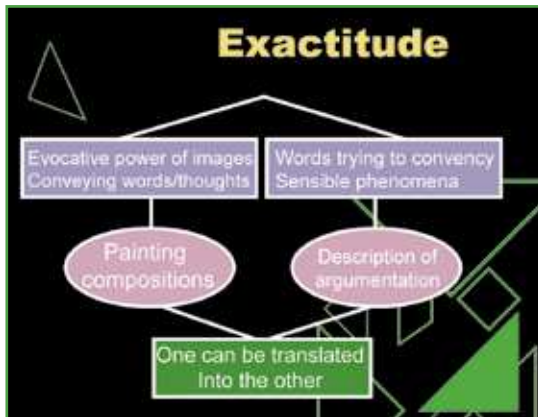 Exactitude
Evocative power of images
Conveying words/thoughts
Words trying to convency
Sensible phenomena
Painting
compositions
Description of
argumentation
One can be translated
Into the other